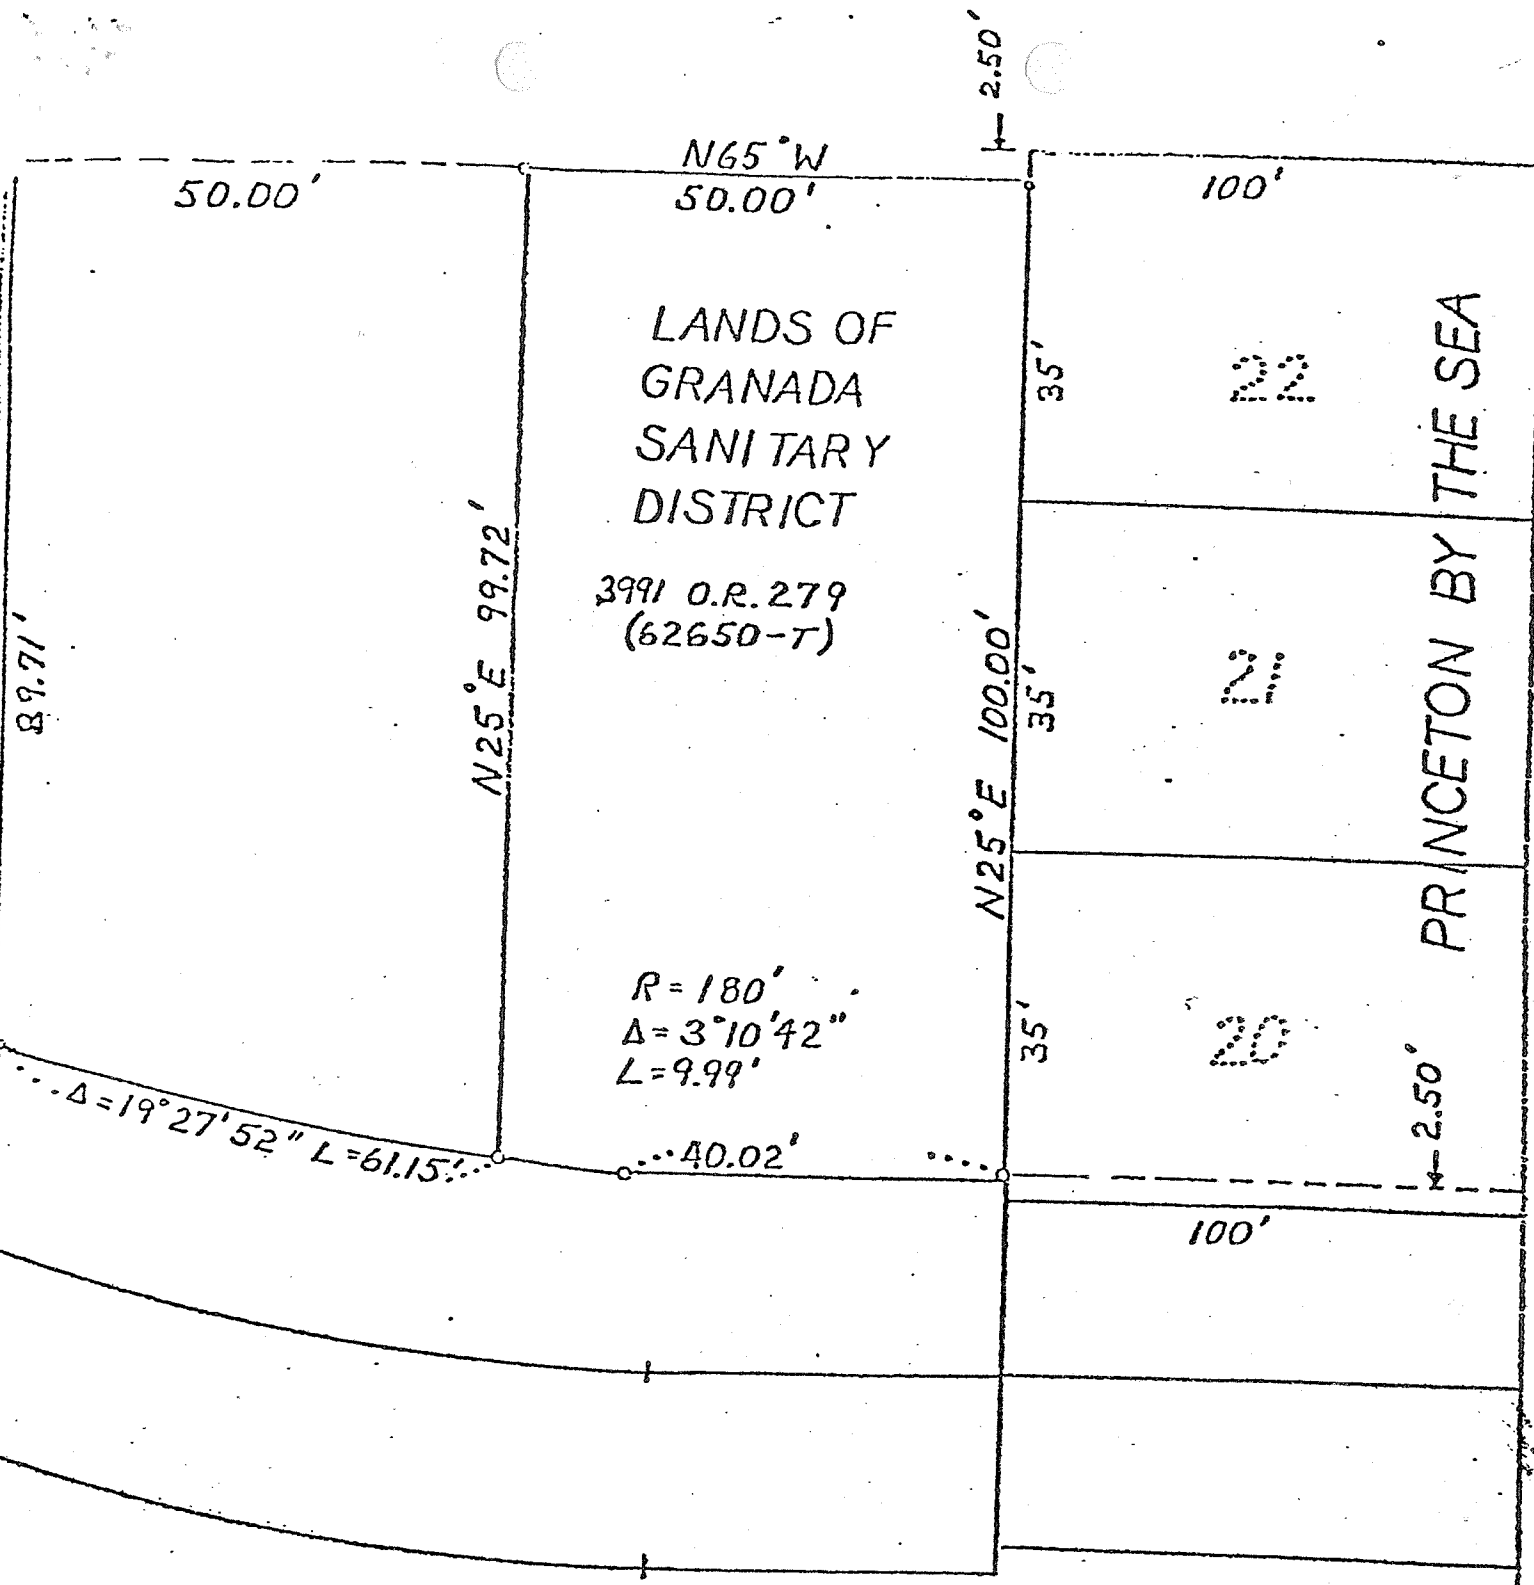 2.50'
N65°W
50.00'
50.00'
100'
LANDS OF
GRANADA
SANITARY
DISTRICT
3991 O.R. 279
(62650-T)
89.71'
N25°E 99.72'
N25°E 100.00'
35'
35'
35'
22
21
20
PRINCETON BY THE SEA
R = 180'
Δ = 3°10'42"
L = 9.99'
Δ = 19°27'52" L = 61.15'
40.02'
2.50'
100'